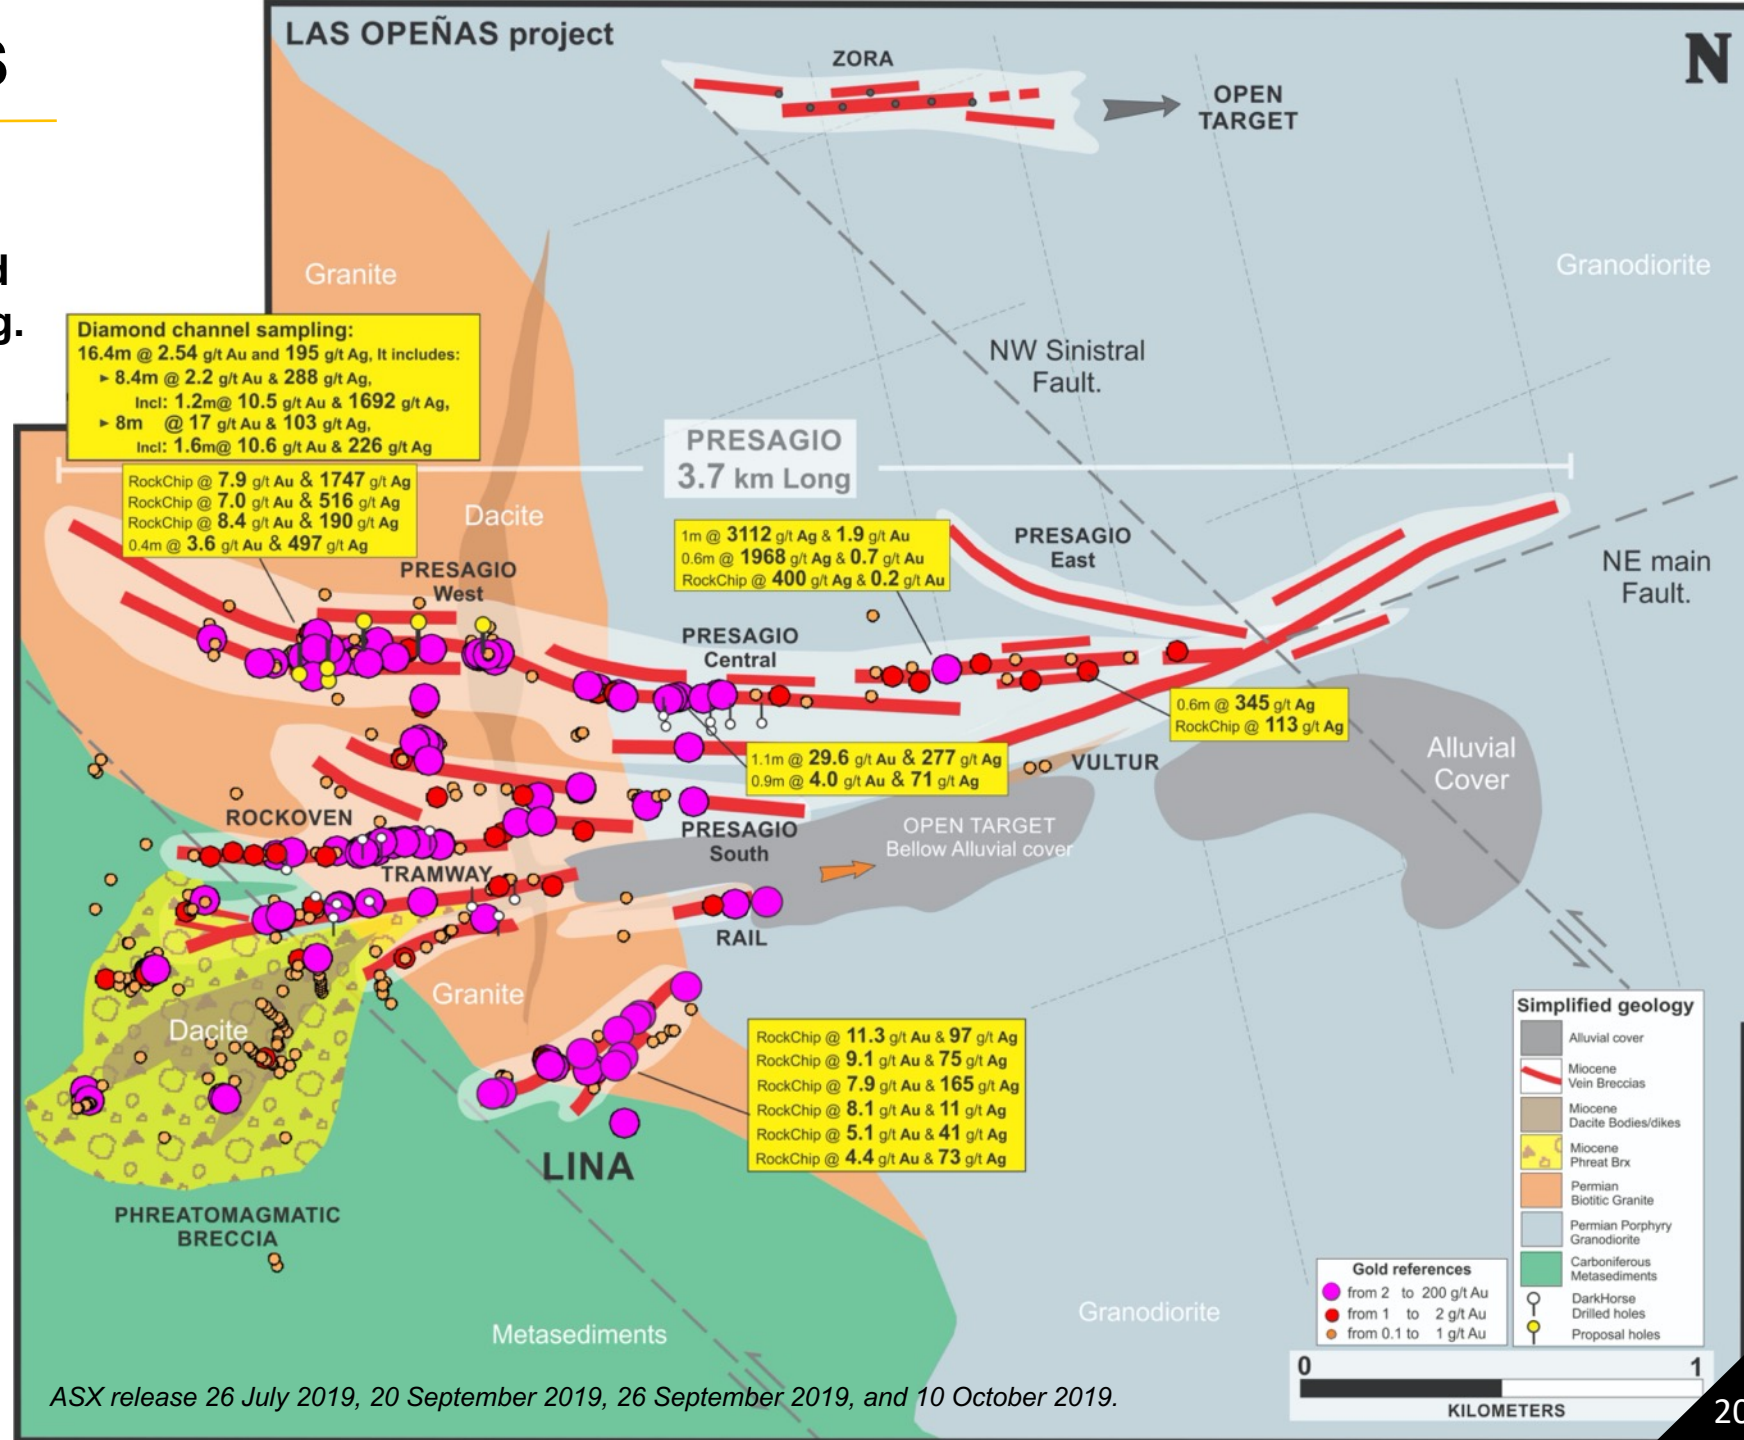 S
LAS OPEÑAS project
N
ZORA
OPEN
TARGET
d
g.
Granite
Granodiorite
Diamond channel sampling:
16.4m @ 2.54 g/t Au and 195 g/t Ag, It includes:
► 8.4m @ 2.2 g/t Au & 288 g/t Ag,
Incl: 1.2m@ 10.5 g/t Au & 1692 g/t Ag,
► 8m @ 17 g/t Au & 103 g/t Ag,
Incl: 1.6m@ 10.6 g/t Au & 226 g/t Ag
NW Sinistral
Fault.
PRESAGIO
3.7 km Long
RockChip @ 7.9 g/t Au & 1747 g/t Ag
RockChip @ 7.0 g/t Au & 516 g/t Ag
RockChip @ 8.4 g/t Au & 190 g/t Ag
0.4m @ 3.6 g/t Au & 497 g/t Ag
Dacite
1m @ 3112 g/t Ag & 1.9 g/t Au
0.6m @ 1968 g/t Ag & 0.7 g/t Au
RockChip @ 400 g/t Ag & 0.2 g/t Au
PRESAGIO
East
NE main
Fault.
PRESAGIO
West
PRESAGIO
Central
0.6m @ 345 g/t Ag
RockChip @ 113 g/t Ag
1.1m @ 29.6 g/t Au & 277 g/t Ag
0.9m @ 4.0 g/t Au & 71 g/t Ag
VULTUR
Alluvial
Cover
ROCKOVEN
PRESAGIO
South
OPEN TARGET
Bellow Alluvial cover
TRAMWAY
RAIL
Granite
Dacite
RockChip @ 11.3 g/t Au & 97 g/t Ag
RockChip @ 9.1 g/t Au & 75 g/t Ag
RockChip @ 7.9 g/t Au & 165 g/t Ag
RockChip @ 8.1 g/t Au & 11 g/t Ag
RockChip @ 5.1 g/t Au & 41 g/t Ag
RockChip @ 4.4 g/t Au & 73 g/t Ag
LINA
PHREATOMAGMATIC
BRECCIA
Metasediments
Granodiorite
Simplified geology
Alluvial cover
Miocene
Vein Breccias
Miocene
Dacite Bodies/dikes
Miocene
Phreat Brx
Permian
Biotitic Granite
Permian Porphyry
Granodiorite
Carboniferous
Metasediments
DarkHorse
Drilled holes
Proposal holes
Gold references
from 2 to 200 g/t Au
from 1 to 2 g/t Au
from 0.1 to 1 g/t Au
0 1
KILOMETERS
ASX release 26 July 2019, 20 September 2019, 26 September 2019, and 10 October 2019.
20